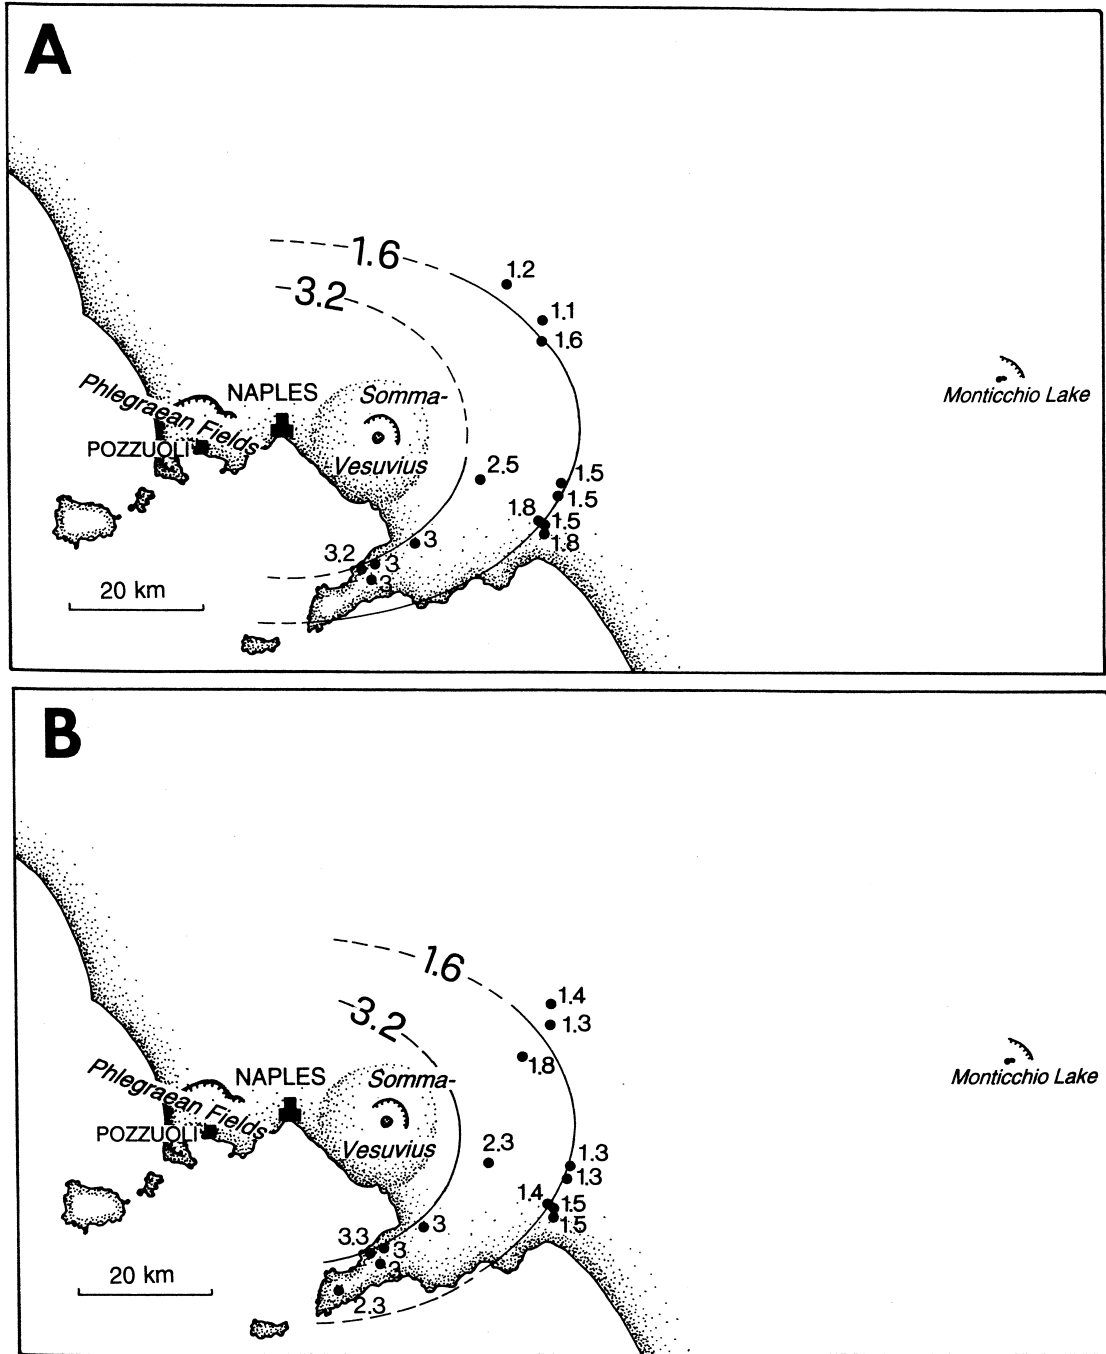 A
1.6
1.2
3.2
1.1
1.6
Phlegraean Fields
NAPLES
Somma-
Vesuvius
Monticchio Lake
POZZUOLI
2.5
1.5
1.5
1.8
1.5
1.8
3
3.2
3
3
20 km
B
1.6
1.4
3.2
1.3
1.8
Phlegraean Fields
NAPLES
Somma-
Vesuvius
Monticchio Lake
POZZUOLI
2.3
1.3
1.3
1.4
1.5
1.5
3
3.3
3
3
2.3
20 km